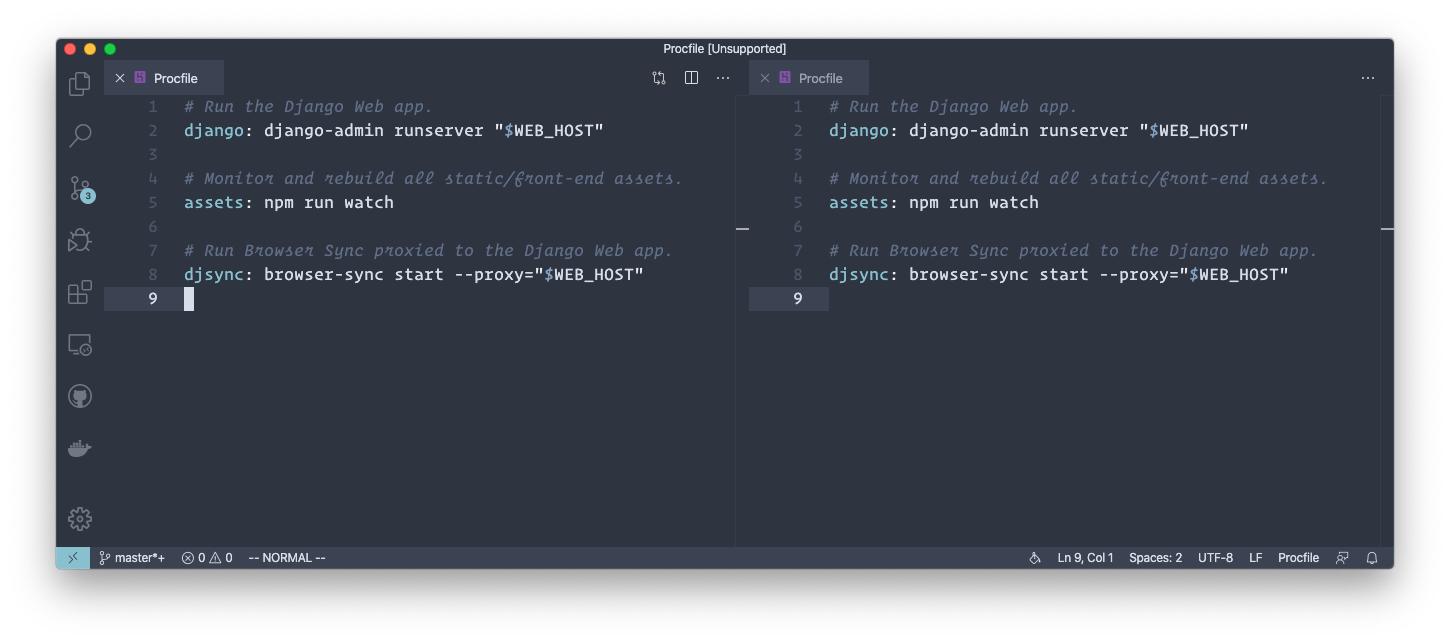 Procfile [Unsupported]
Procfile
Procfile
1 # Run the Django Web app.
2 django: django-admin runserver "$WEB_HOST"
3
4 # Monitor and rebuild all static/front-end assets.
5 assets: npm run watch
6
7 # Run Browser Sync proxied to the Django Web app.
8 djsync: browser-sync start --proxy="$WEB_HOST"
9
1 # Run the Django Web app.
2 django: django-admin runserver "$WEB_HOST"
3
4 # Monitor and rebuild all static/front-end assets.
5 assets: npm run watch
6
7 # Run Browser Sync proxied to the Django Web app.
8 djsync: browser-sync start --proxy="$WEB_HOST"
9
3
master*+ 0 0 -- NORMAL -- Ln 9, Col 1 Spaces: 2 UTF-8 LF Procfile